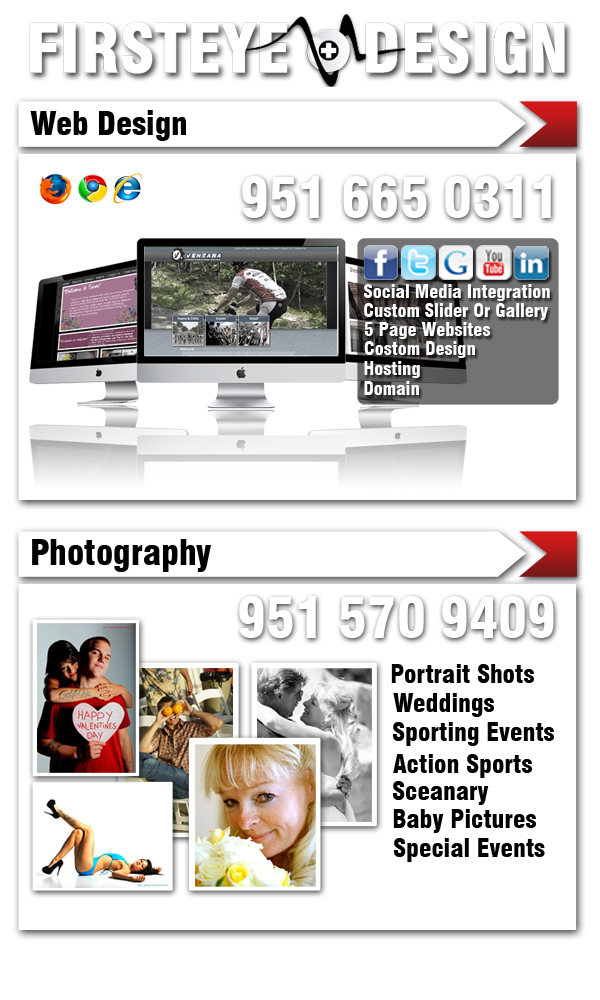 FIRSTEYE DESIGN
Web Design
951 665 0311
VENTANA
You
Tube
in
Social Media Integration
Custom Slider Or Gallery
5 Page Websites
Costom Design
Hosting
Domain
Photography
951 570 9409
HAPPY
VALENTINES
DAY
Portrait Shots
Weddings
Sporting Events
Action Sports
Sceanary
Baby Pictures
Special Events